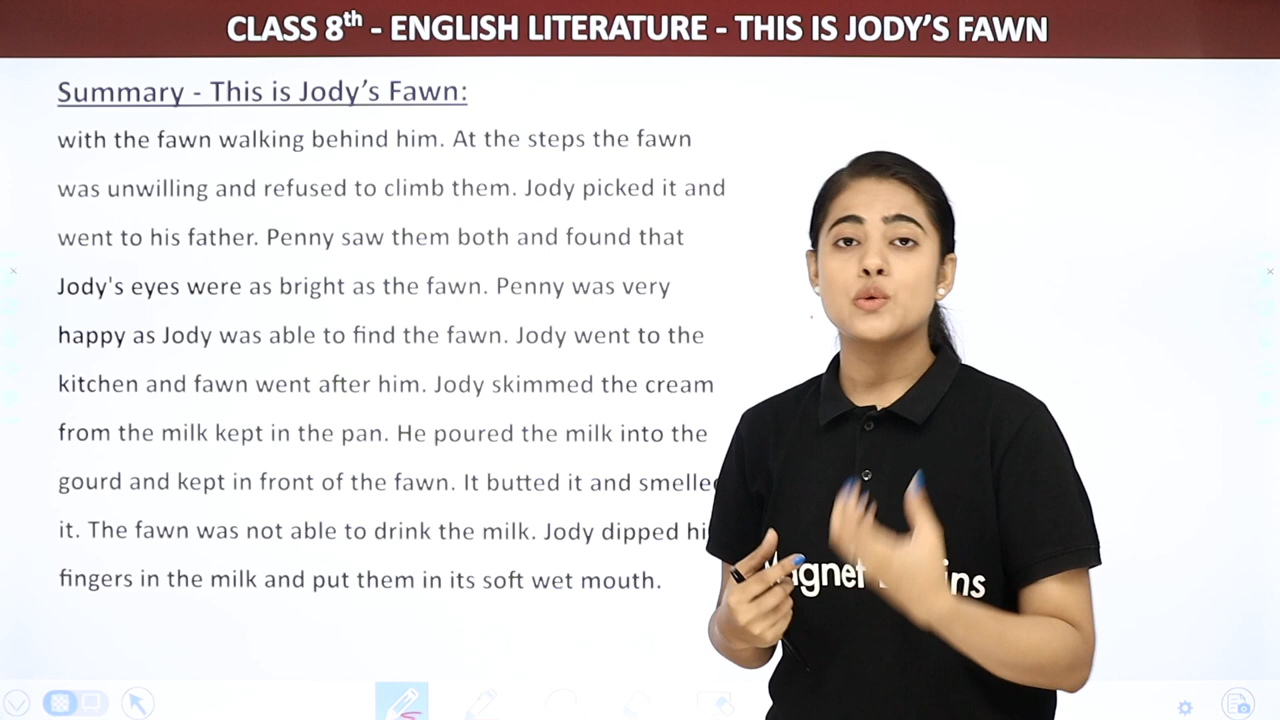 CLASS 8th - ENGLISH LITERATURE - THIS IS JODY'S FAWN
Summary - This is Jody's Fawn:
with the fawn walking behind him. At the steps the fawn
was unwilling and refused to climb them. Jody picked it and
went to his father. Penny saw them both and found that
Jody's eyes were as bright as the fawn. Penny was very
happy as Jody was able to find the fawn. Jody went to the
kitchen and fawn went after him. Jody skimmed the cream
from the milk kept in the pan. He poured the milk into the
gourd and kept in front of the fawn. It butted it and smelled
it. The fawn was not able to drink the milk. Jody dipped
fingers in the milk and put them in its soft wet mouth.